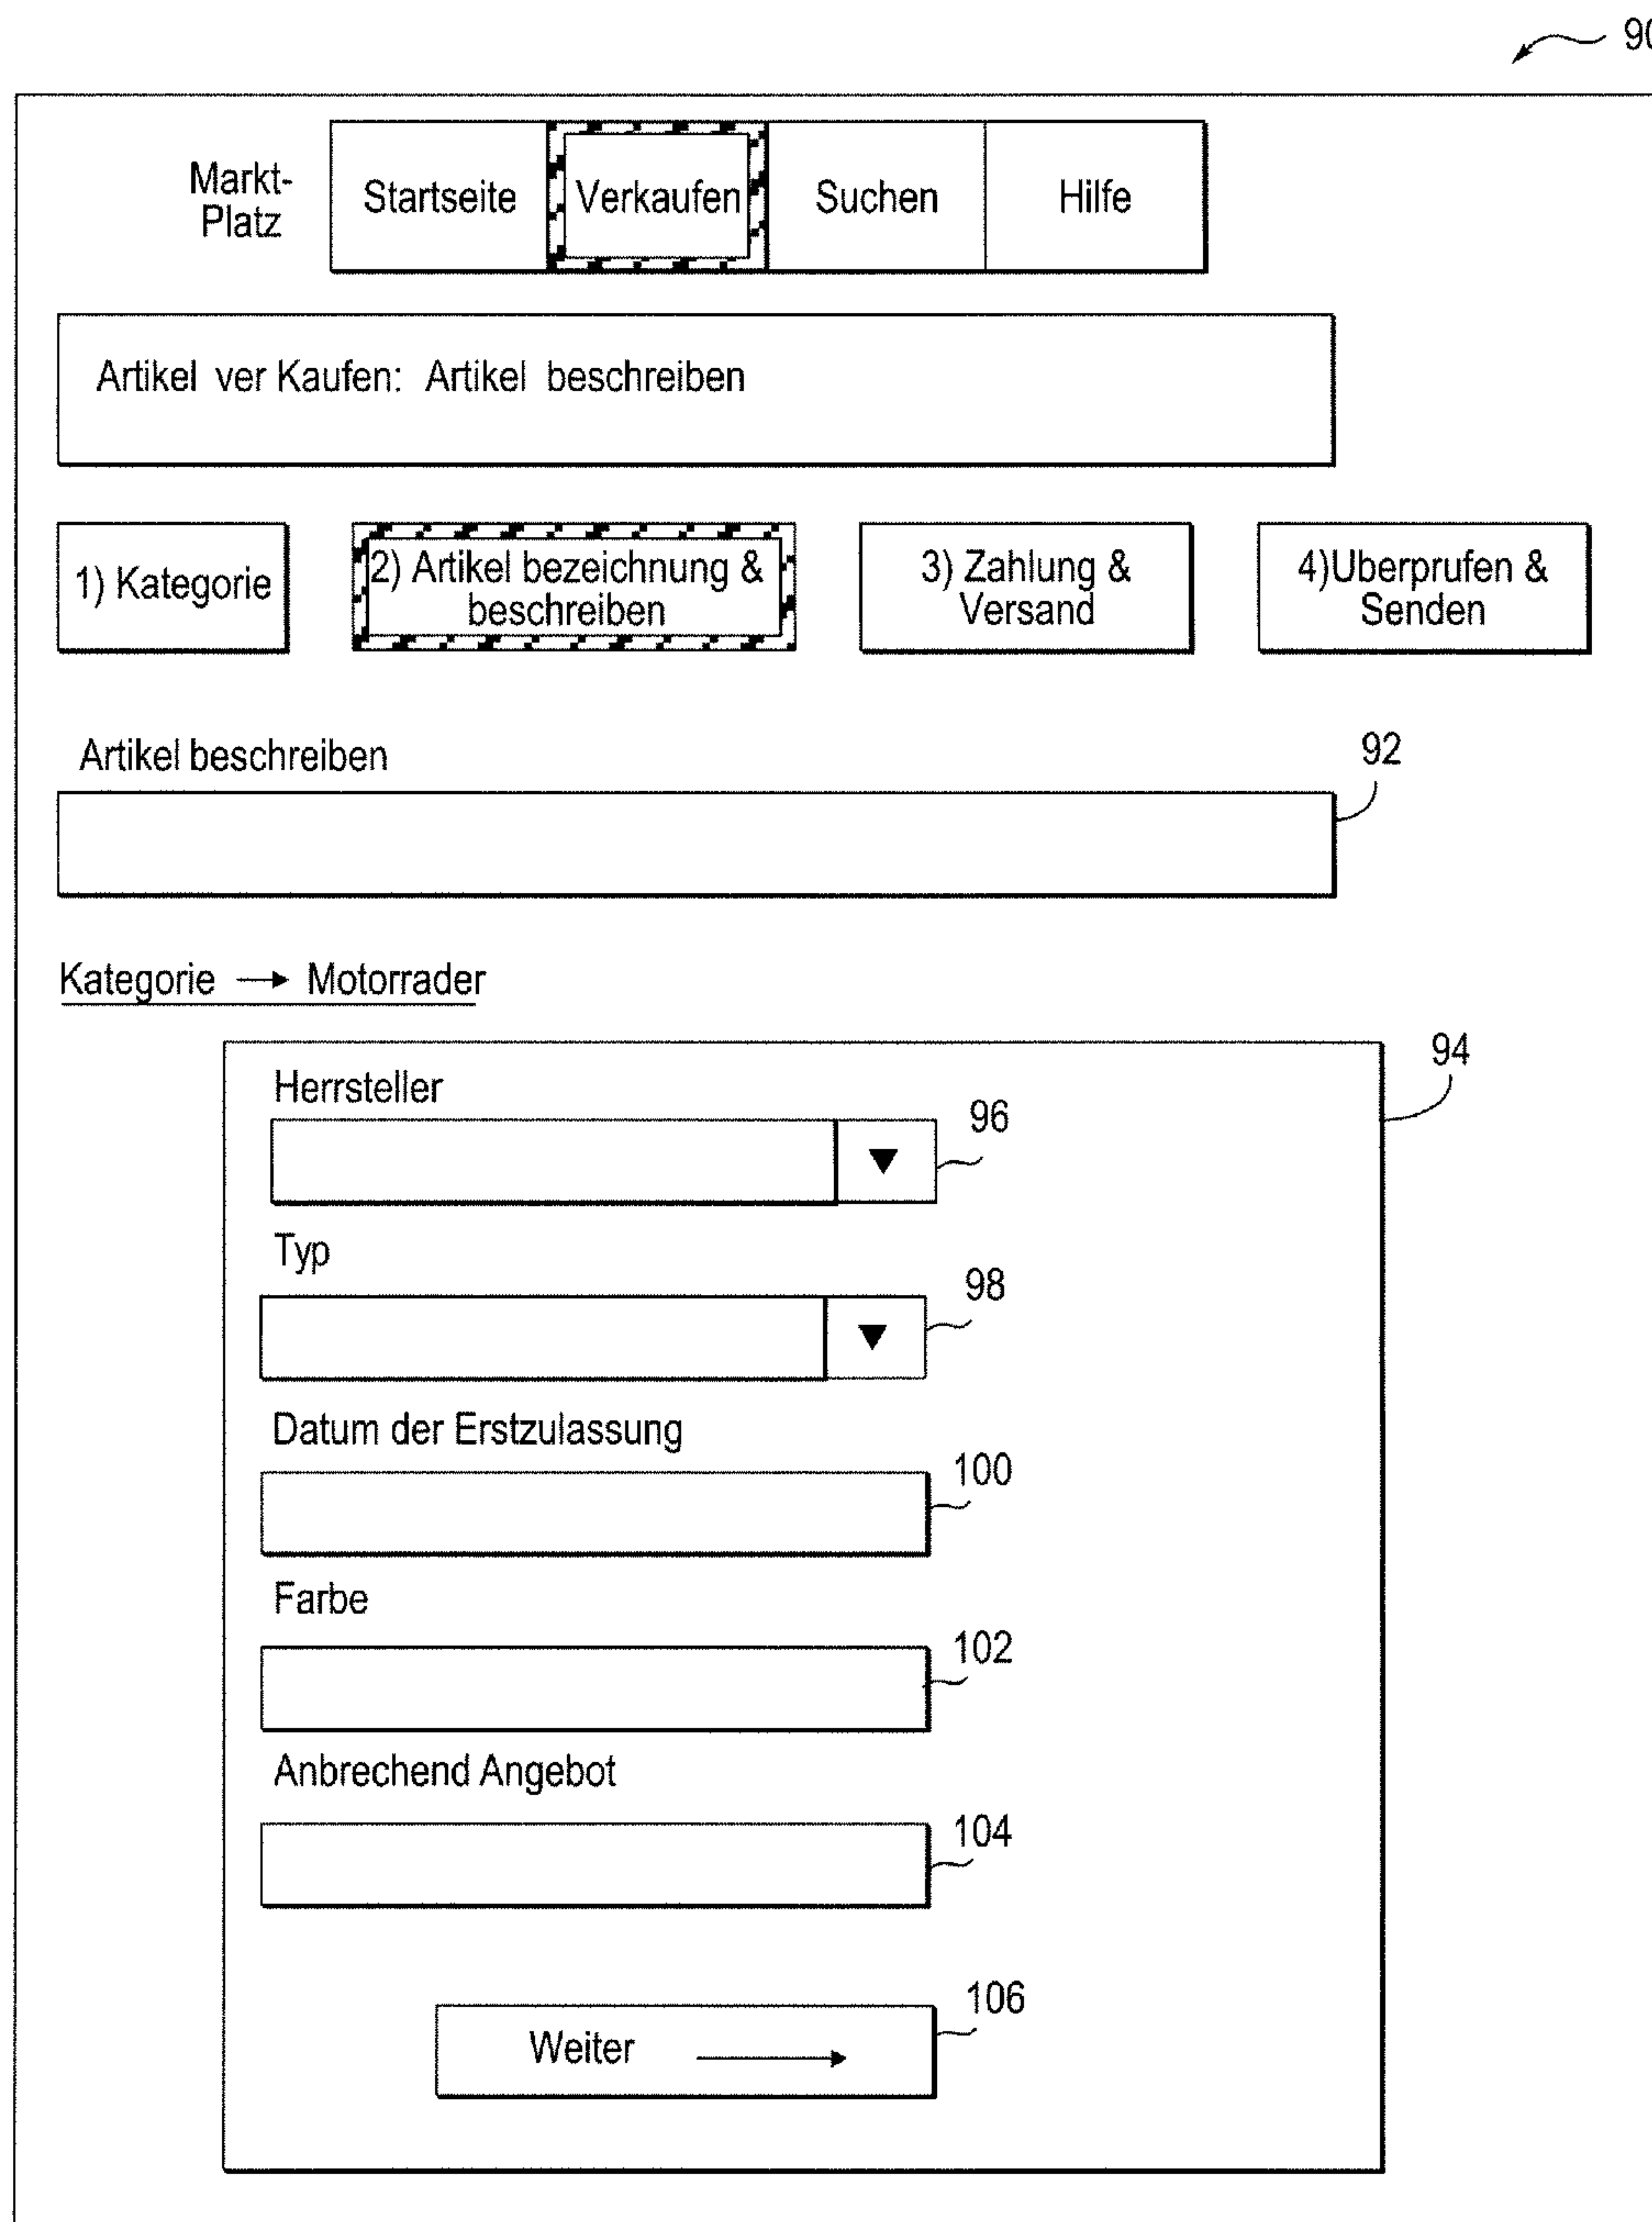 90
Markt-
Platz
Startseite
Verkaufen
Suchen
Hilfe
Artikel ver Kaufen: Artikel beschreiben
1) Kategorie
2) Artikel bezeichnung &
beschreiben
3) Zahlung &
Versand
4)Uberprufen &
Senden
Artikel beschreiben
92
Kategorie → Motorrader
94
Herrsteller
96
Typ
98
Datum der Erstzulassung
100
Farbe
102
Anbrechend Angebot
104
Weiter →
106